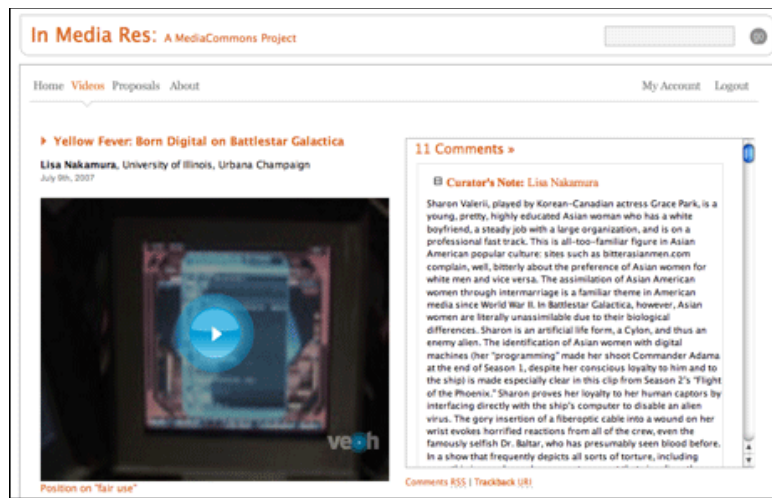 In Media Res: A MediaCommons Project
go
Home Videos Proposals About
My Account Logout
Yellow Fever: Born Digital on Battlestar Galactica
Lisa Nakamura, University of Illinois, Urbana Champaign
July 9th, 2007
veoh
Position on "fair use"
11 Comments »
Curator's Note: Lisa Nakamura
Sharon Valerii, played by Korean-Canadian actress Grace Park, is a
young, pretty, highly educated Asian woman who has a white
boyfriend, a steady job with a large organization, and is on a
professional fast track. This is all-too-familiar figure in Asian
American popular culture: sites such as bitterasianmen.com
complain, well, bitterly about the preference of Asian women for
white men and vice versa. The assimilation of Asian American
women through intermarriage is a familiar theme in American
media since World War II. In Battlestar Galactica, however, Asian
women are literally unassimilable due to their biological
differences. Sharon is an artificial life form, a Cylon, and thus an
enemy alien. The identification of Asian women with digital
machines (her "programming" made her shoot Commander Adama
at the end of Season 1, despite her conscious loyalty to him and to
the ship) is made especially clear in this clip from Season 2's "Flight
of the Phoenix." Sharon proves her loyalty to her human captors by
interfacing directly with the ship's computer to disable an alien
virus. The gory insertion of a fiberoptic cable into a wound on her
wrist evokes horrified reactions from all of the crew, even the
famously selfish Dr. Baltar, who has presumably seen blood before.
In a show that frequently depicts all sorts of torture, including
Comments RSS | Trackback URI